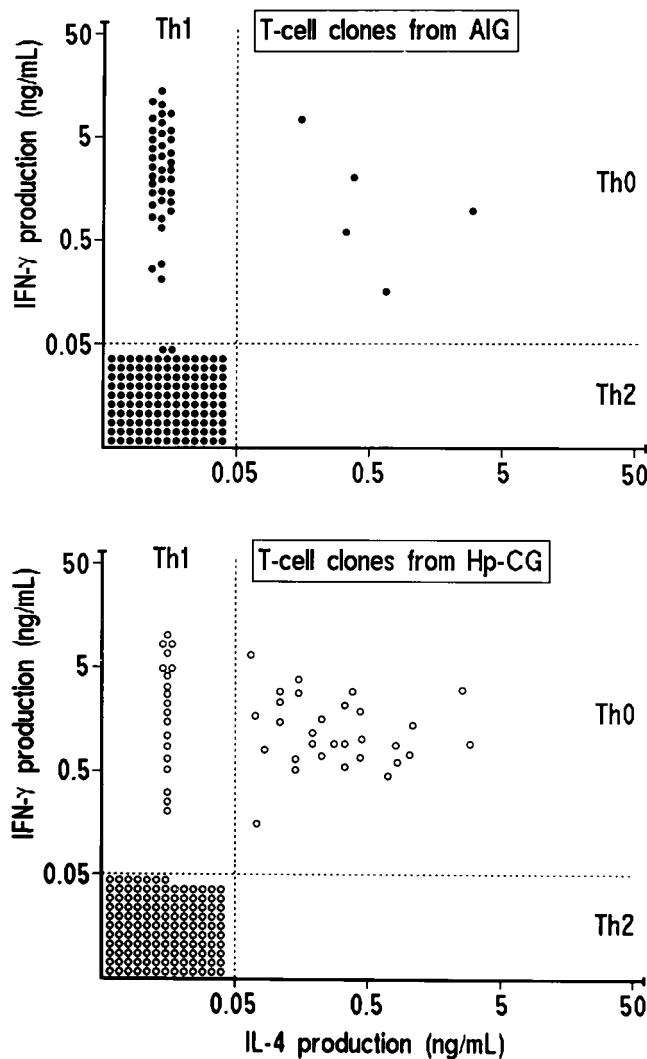 Th1
T-cell clones from AIG
IFN-γ production (ng/mL)
50
5
0.5
0.05
Th0
Th2
0.05
0.5
5
50
Th1
T-cell clones from Hp-CG
IFN-γ production (ng/mL)
50
5
0.5
0.05
Th0
Th2
0.05
0.5
5
50
IL-4 production (ng/mL)